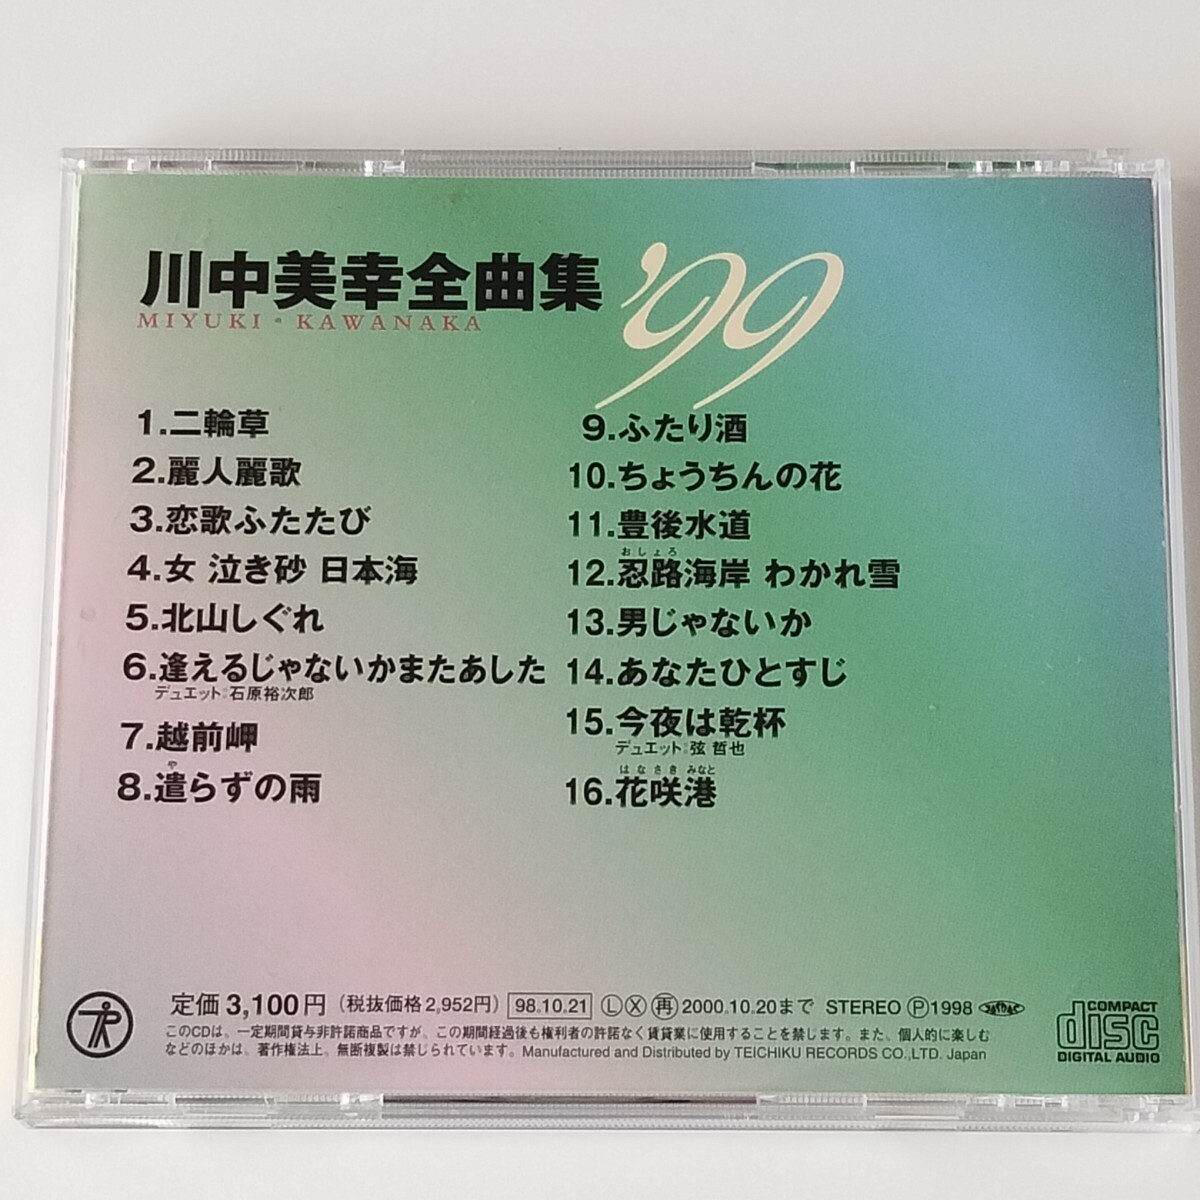 川中美幸全曲集 '99
MIYUKI・KAWANAKA
1.二輪草
2.麗人麗歌
3.恋歌ふたたび
4.女 泣き砂 日本海
5.北山しぐれ
6.逢えるじゃないかまたあした
デュエット:石原裕次郎
7.越前岬
や
8.遣らずの雨
9.ふたり酒
10.ちょうちんの花
11.豊後水道
おしょろ
12.忍路海岸 わかれ雪
13.男じゃないか
14.あなたひとすじ
15.今夜は乾杯
デュエット:弦 哲也
はなさき みなと
16.花咲港
定価 3,100円 (税抜価格2,952円) 98.10.21 Ⓛ Ⓧ 再 2000.10.20まで STEREO Ⓟ1998
このCDは、一定期間貸与非許諾商品ですが、この期間経過後も権利者の許諾なく賃貸業に使用することを禁じます。また、個人的に楽しむ
などのほかは、著作権法上、無断複製は禁じられています。Manufactured and Distributed by TEICHIKU RECORDS CO.,LTD. Japan
COMPACT
disc
DIGITAL AUDIO